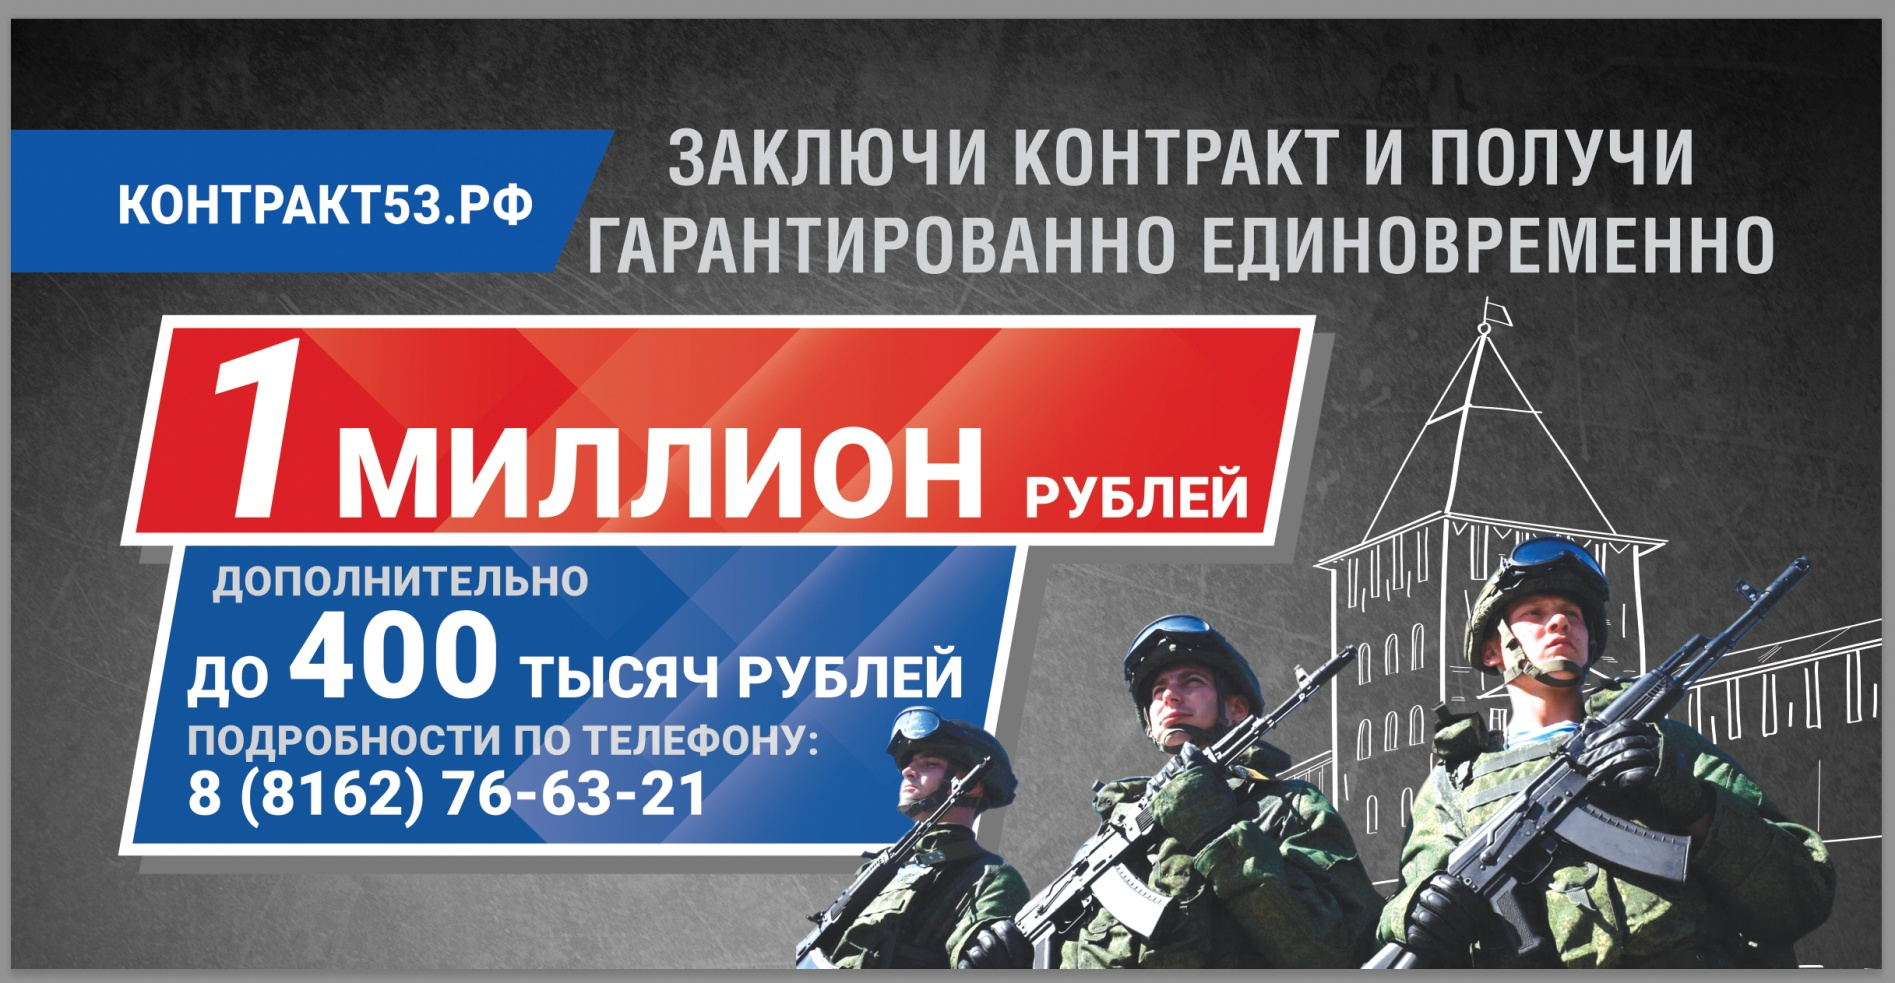 КОНТРАКТ53.РФ
ЗАКЛЮЧИ КОНТРАКТ И ПОЛУЧИ
ГАРАНТИРОВАННО ЕДИНОВРЕМЕННО
1 МИЛЛИОН РУБЛЕЙ
ДОПОЛНИТЕЛЬНО
ДО 400 ТЫСЯЧ РУБЛЕЙ
ПОДРОБНОСТИ ПО ТЕЛЕФОНУ:
8 (8162) 76-63-21